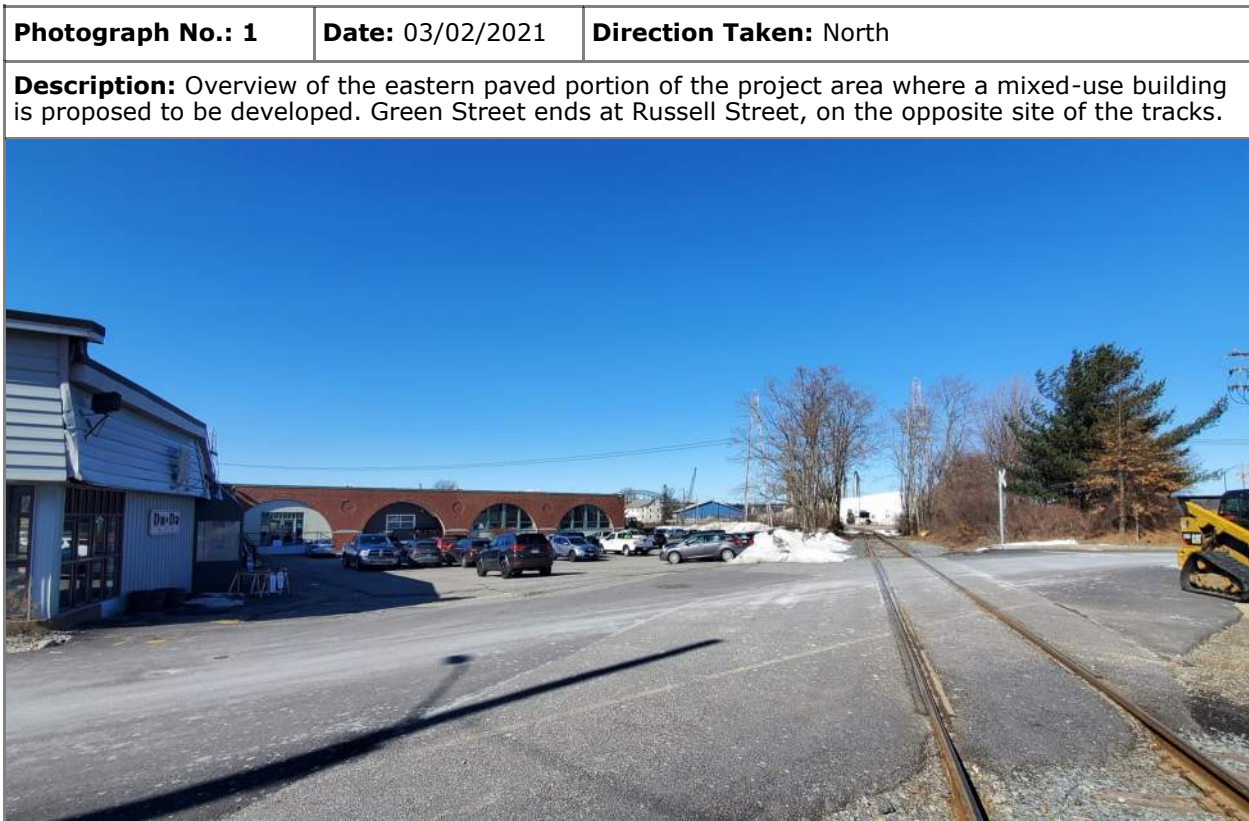 Photograph No.: 1 Date: 03/02/2021 Direction Taken: North
Description: Overview of the eastern paved portion of the project area where a mixed-use building
is proposed to be developed. Green Street ends at Russell Street, on the opposite site of the tracks.
CAT